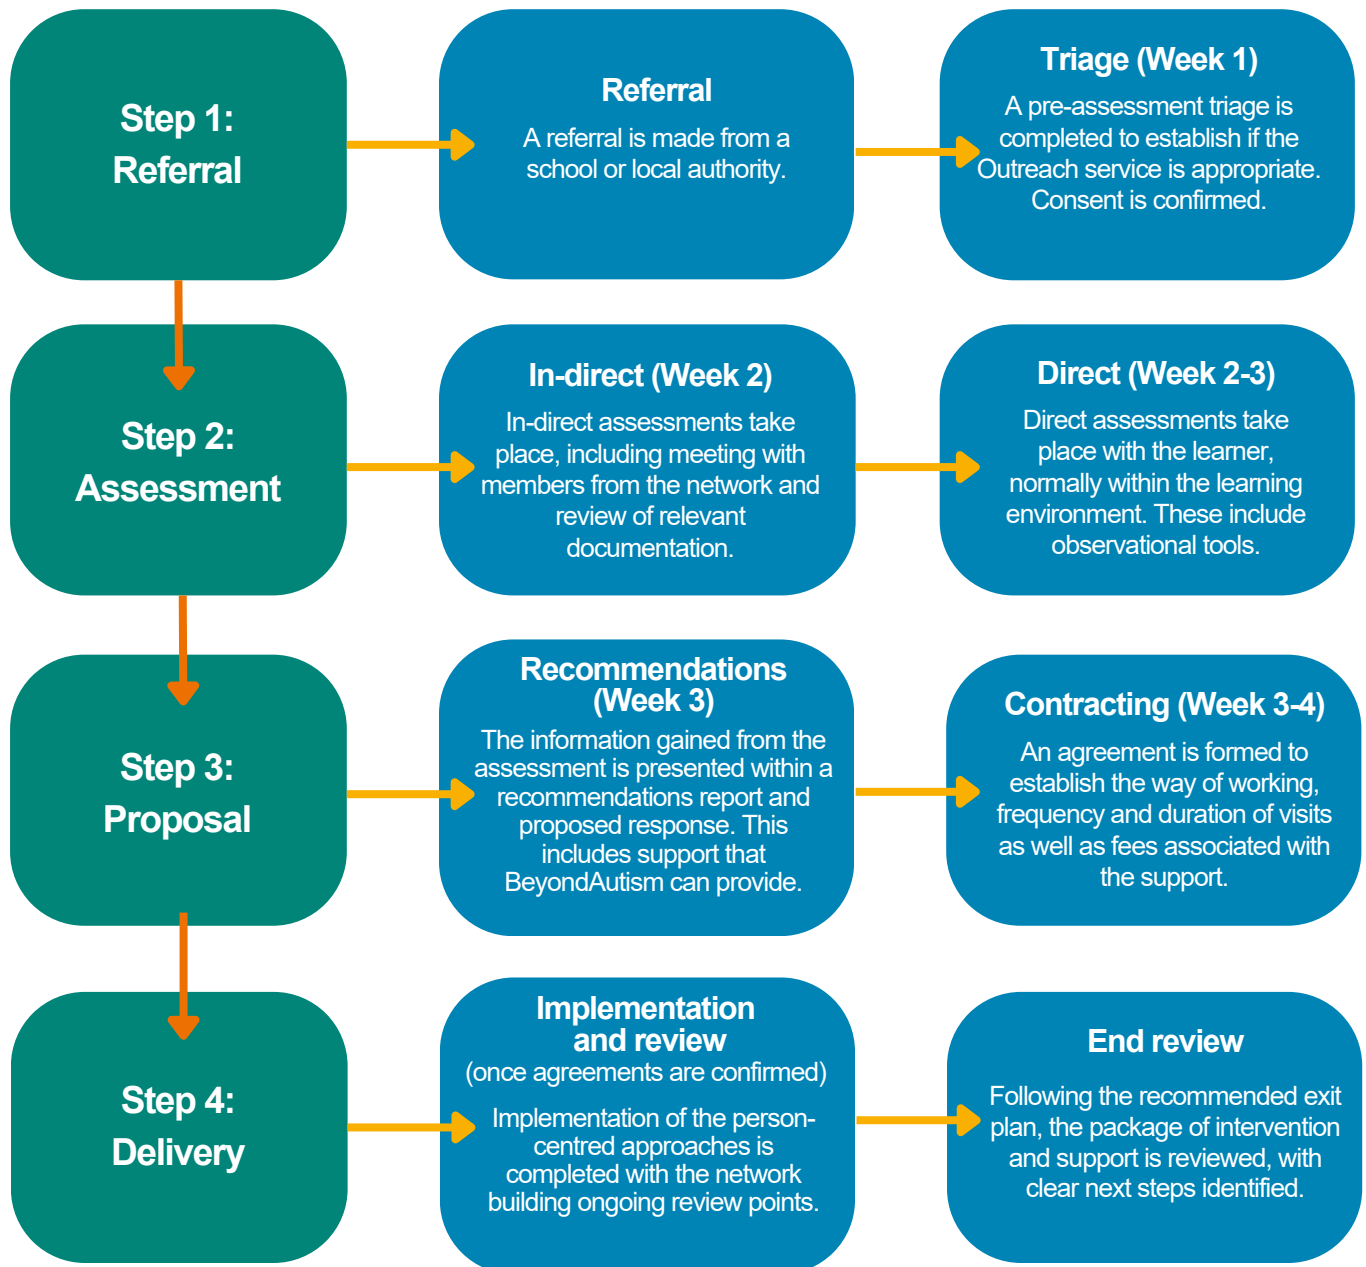 Step 1:
Referral
Referral
A referral is made from a
school or local authority.
Triage (Week 1)
A pre-assessment triage is
completed to establish if the
Outreach service is appropriate.
Consent is confirmed.
Step 2:
Assessment
In-direct (Week 2)
In-direct assessments take
place, including meeting with
members from the network and
review of relevant
documentation.
Direct (Week 2-3)
Direct assessments take
place with the learner,
normally within the learning
environment. These include
observational tools.
Step 3:
Proposal
Recommendations
(Week 3)
The information gained from the
assessment is presented within a
recommendations report and
proposed response. This
includes support that
BeyondAutism can provide.
Contracting (Week 3-4)
An agreement is formed to
establish the way of working,
frequency and duration of visits
as well as fees associated with
the support.
Step 4:
Delivery
Implementation
and review
(once agreements are confirmed)
Implementation of the person-
centred approaches is
completed with the network
building ongoing review points.
End review
Following the recommended exit
plan, the package of intervention
and support is reviewed, with
clear next steps identified.